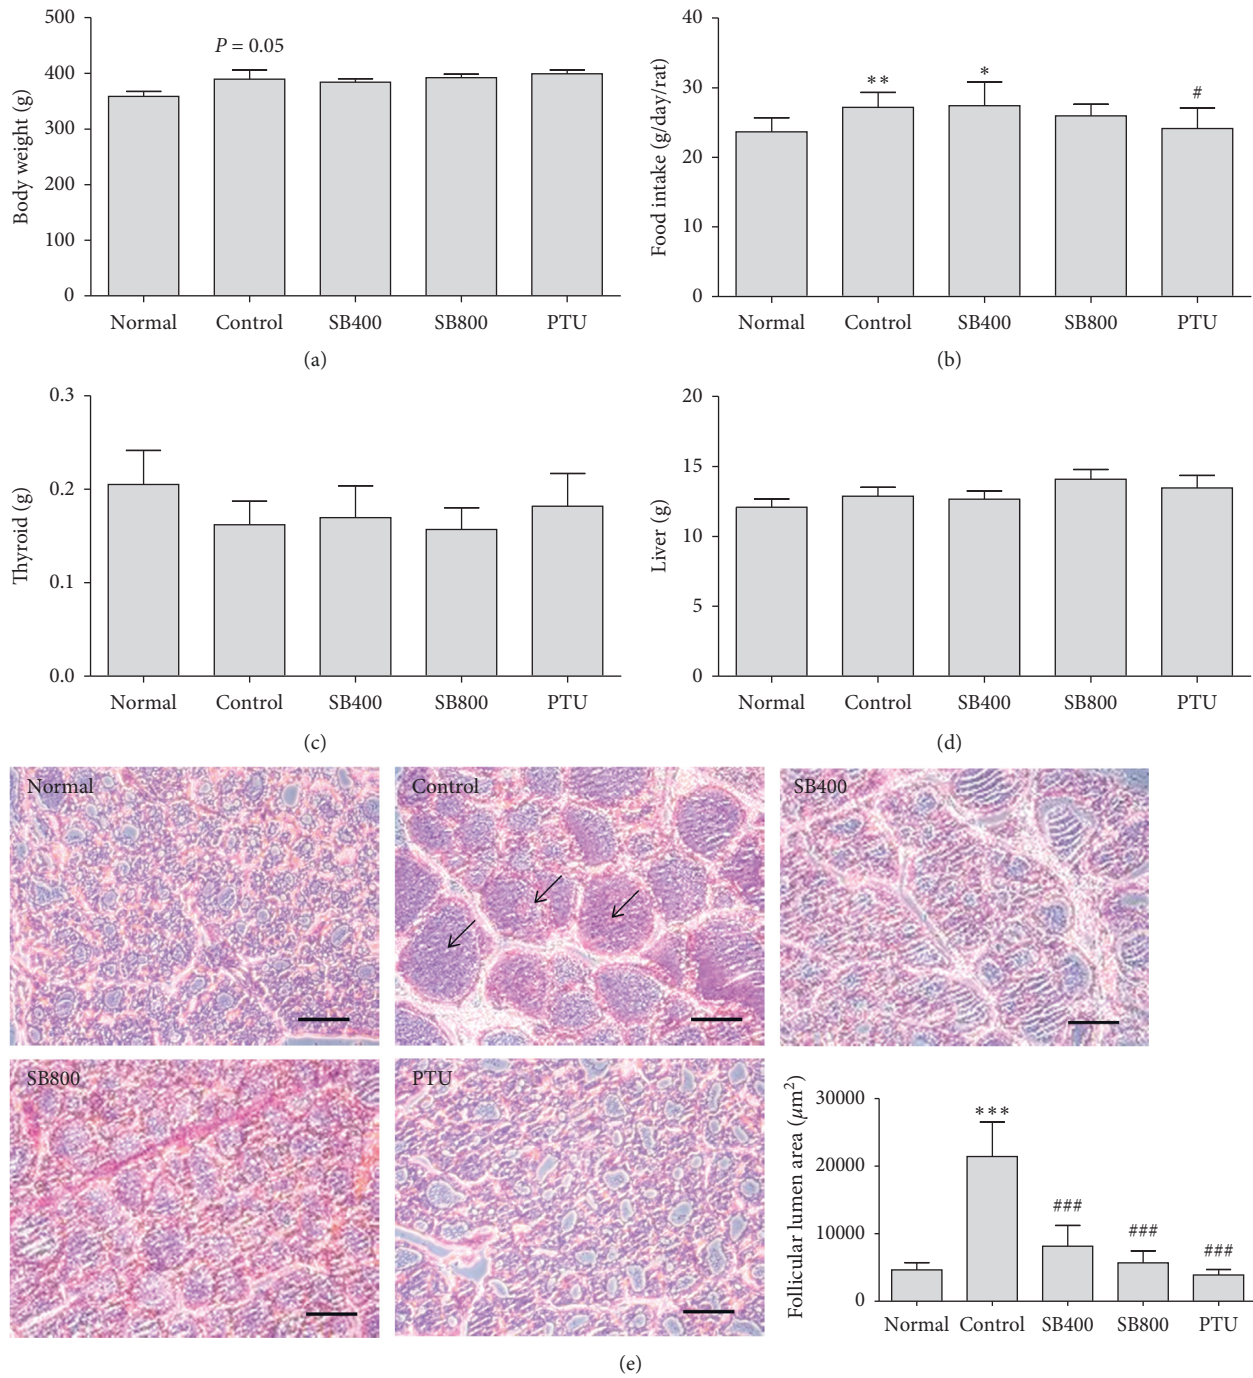 500
400
300
200
100
0
Body weight (g)
P = 0.05
Normal Control SB400 SB800 PTU
(a)
40
30
20
10
0
Food intake (g/day/rat)
** * #
Normal Control SB400 SB800 PTU
(b)
0.3
0.2
0.1
0.0
Thyroid (g)
Normal Control SB400 SB800 PTU
(c)
20
15
10
5
0
Liver (g)
Normal Control SB400 SB800 PTU
(d)
Normal
Control
SB400
SB800
PTU
30000
20000
10000
0
Follicular lumen area (μm²)
***
###
###
###
Normal Control SB400 SB800 PTU
(e)